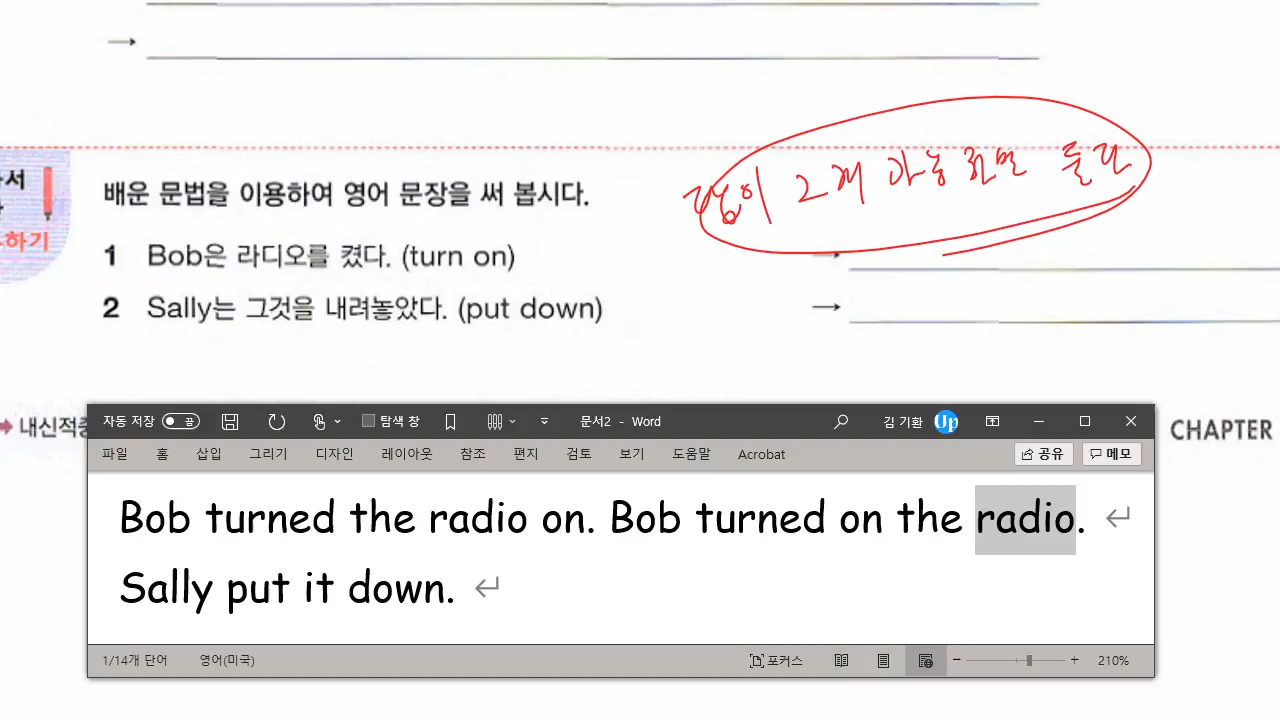 →
서
배운 문법을 이용하여 영어 문장을 써 봅시다.
답이 2개 가능하면 둘 다
하기
1 Bob은 라디오를 켰다. (turn on) →
2 Sally는 그것을 내려놓았다. (put down) →
내신적중
CHAPTER
자동 저장 끔 탐색 창 문서2 - Word 김 기환 Up
파일 홈 삽입 그리기 디자인 레이아웃 참조 편지 검토 보기 도움말 Acrobat 공유 메모
Bob turned the radio on. Bob turned on the radio. ↵
Sally put it down. ↵
1/14개 단어 영어(미국) 포커스 210%